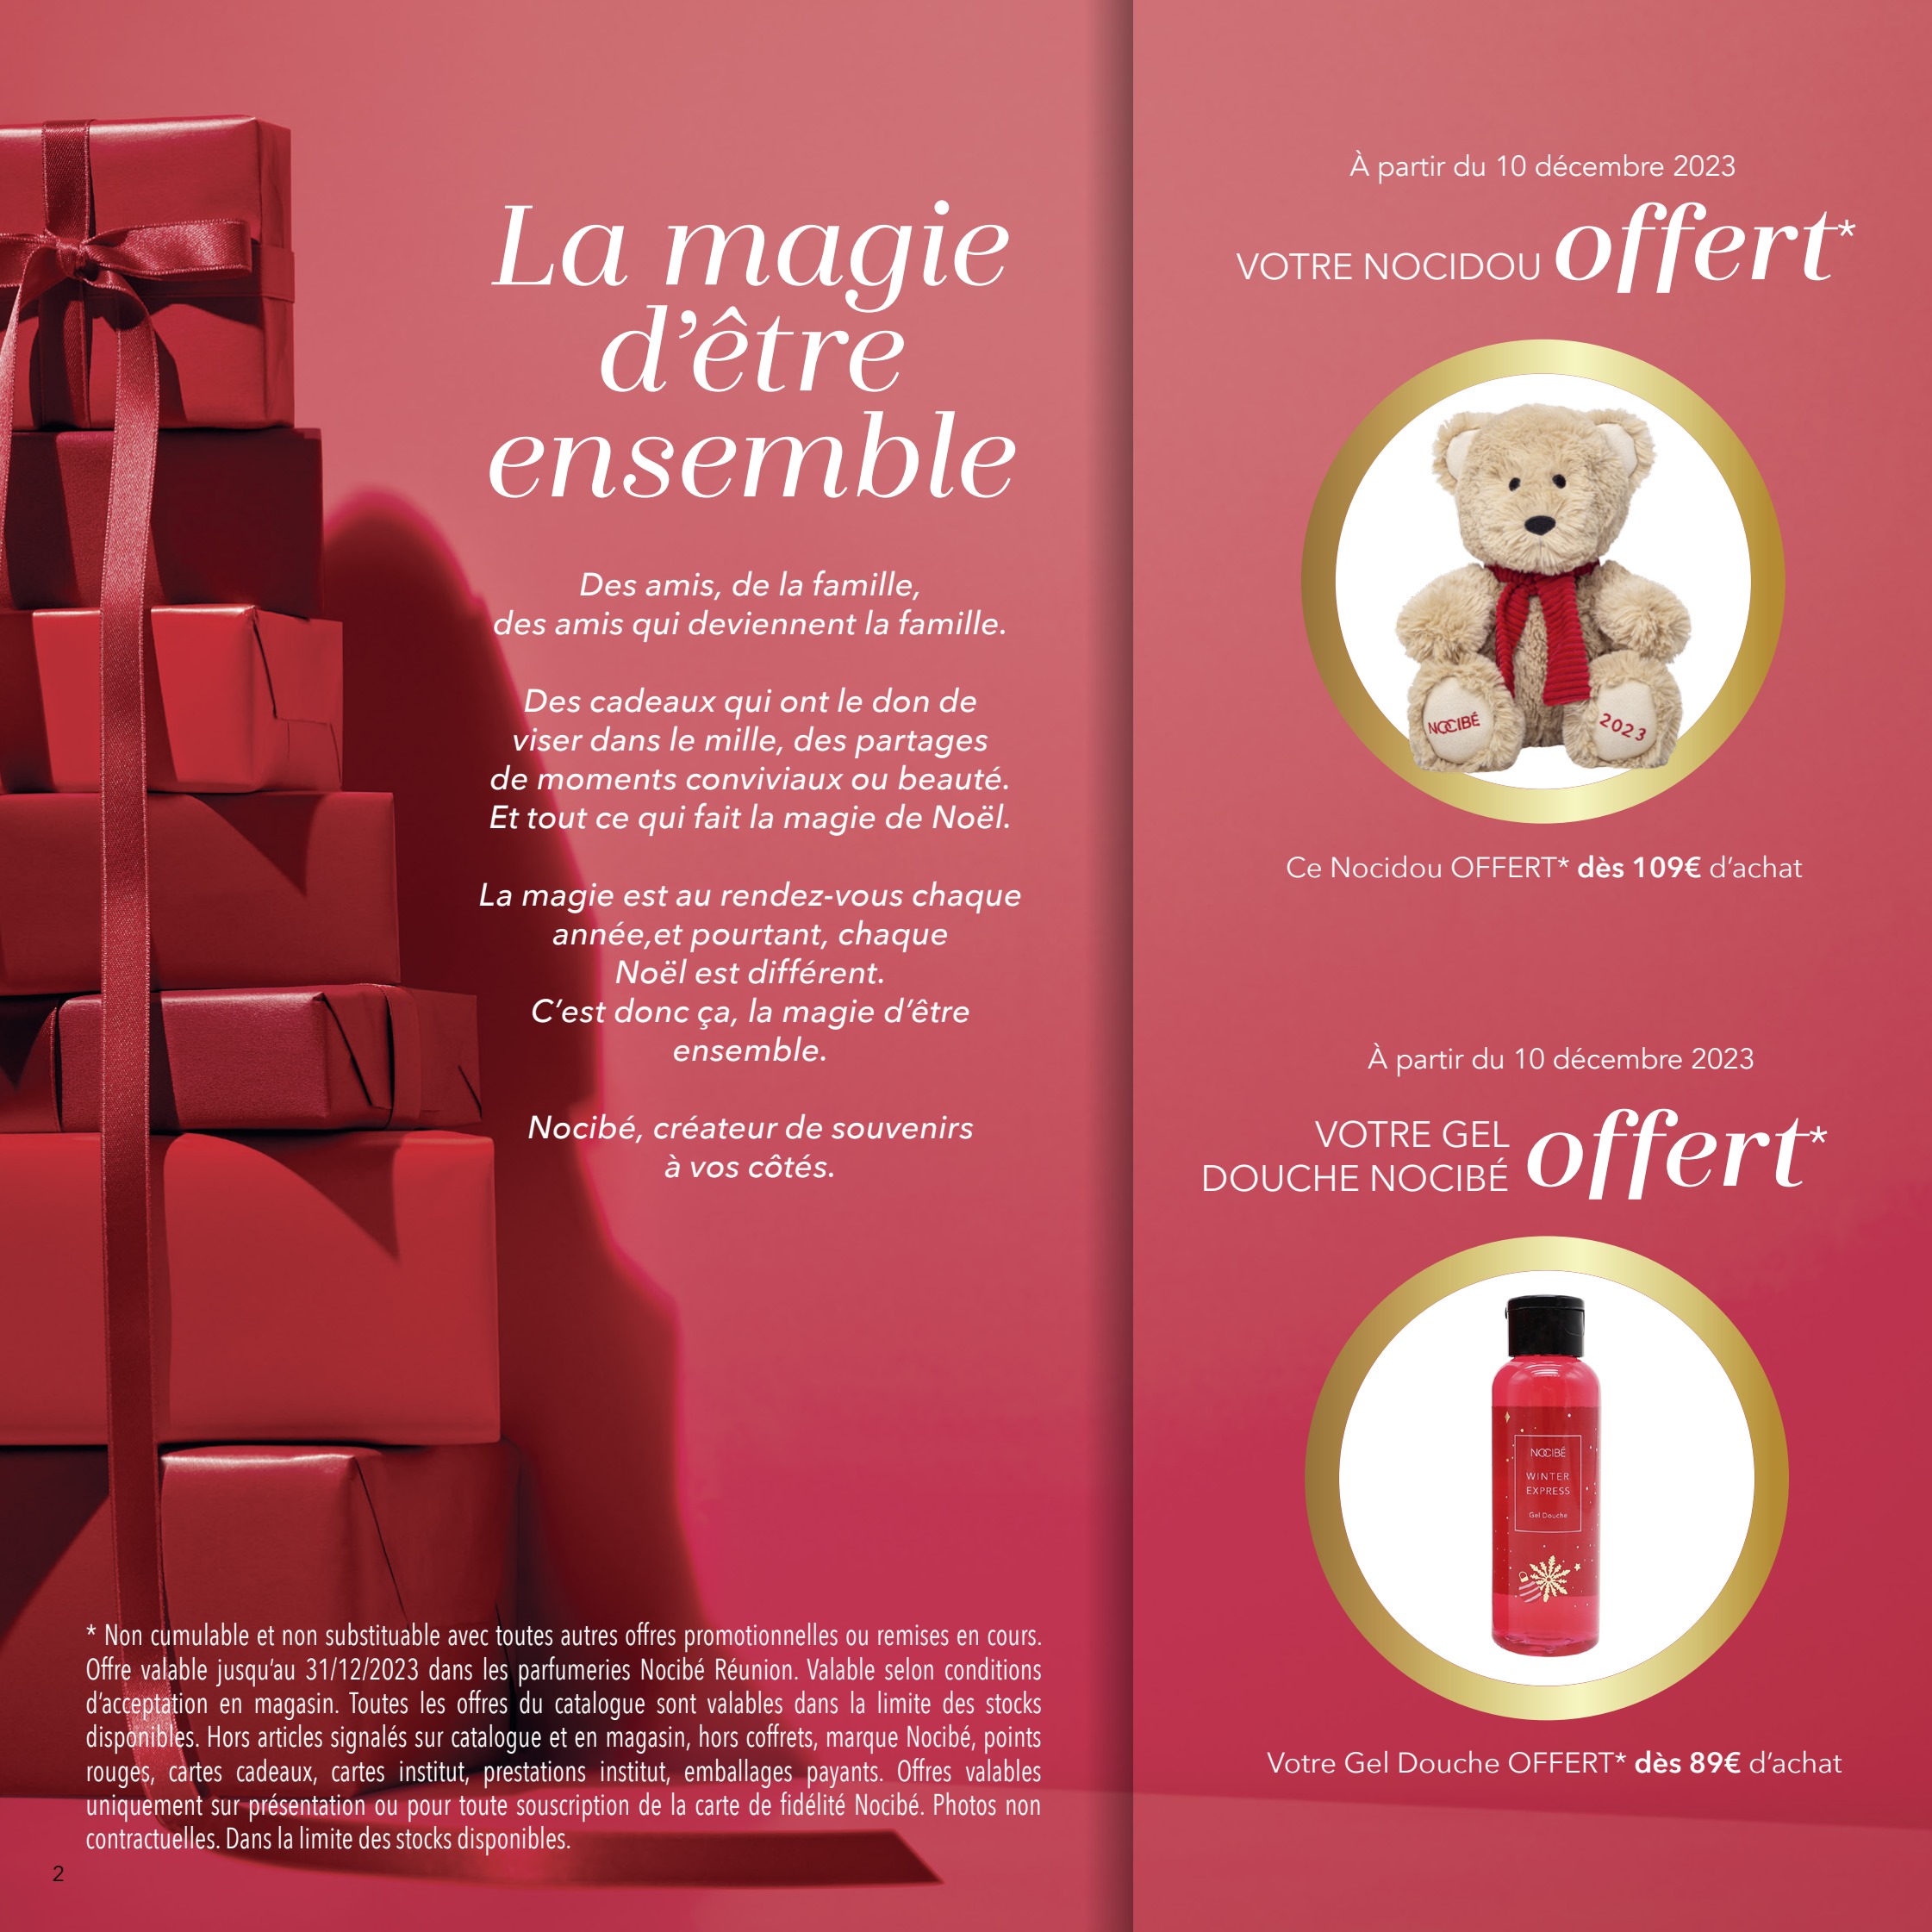 La magie
d'être
ensemble
Des amis, de la famille,
des amis qui deviennent la famille.
Des cadeaux qui ont le don de
viser dans le mille, des partages
de moments conviviaux ou beauté.
Et tout ce qui fait la magie de Noël.
La magie est au rendez-vous chaque
année,et pourtant, chaque
Noël est différent.
C'est donc ça, la magie d'être
ensemble.
Nocibé, créateur de souvenirs
à vos côtés.
* Non cumulable et non substituable avec toutes autres offres promotionnelles ou remises en cours.
Offre valable jusqu'au 31/12/2023 dans les parfumeries Nocibé Réunion. Valable selon conditions
d'acceptation en magasin. Toutes les offres du catalogue sont valables dans la limite des stocks
disponibles. Hors articles signalés sur catalogue et en magasin, hors coffrets, marque Nocibé, points
rouges, cartes cadeaux, cartes institut, prestations institut, emballages payants. Offres valables
uniquement sur présentation ou pour toute souscription de la carte de fidélité Nocibé. Photos non
contractuelles. Dans la limite des stocks disponibles.
2
À partir du 10 décembre 2023
VOTRE NOCIDOU offert*
NOCIBÉ
2023
Ce Nocidou OFFERT* dès 109€ d'achat
À partir du 10 décembre 2023
VOTRE GEL
DOUCHE NOCIBÉ offert*
NOCIBÉ
WINTER
EXPRESS
Gel Douche
Votre Gel Douche OFFERT* dès 89€ d'achat